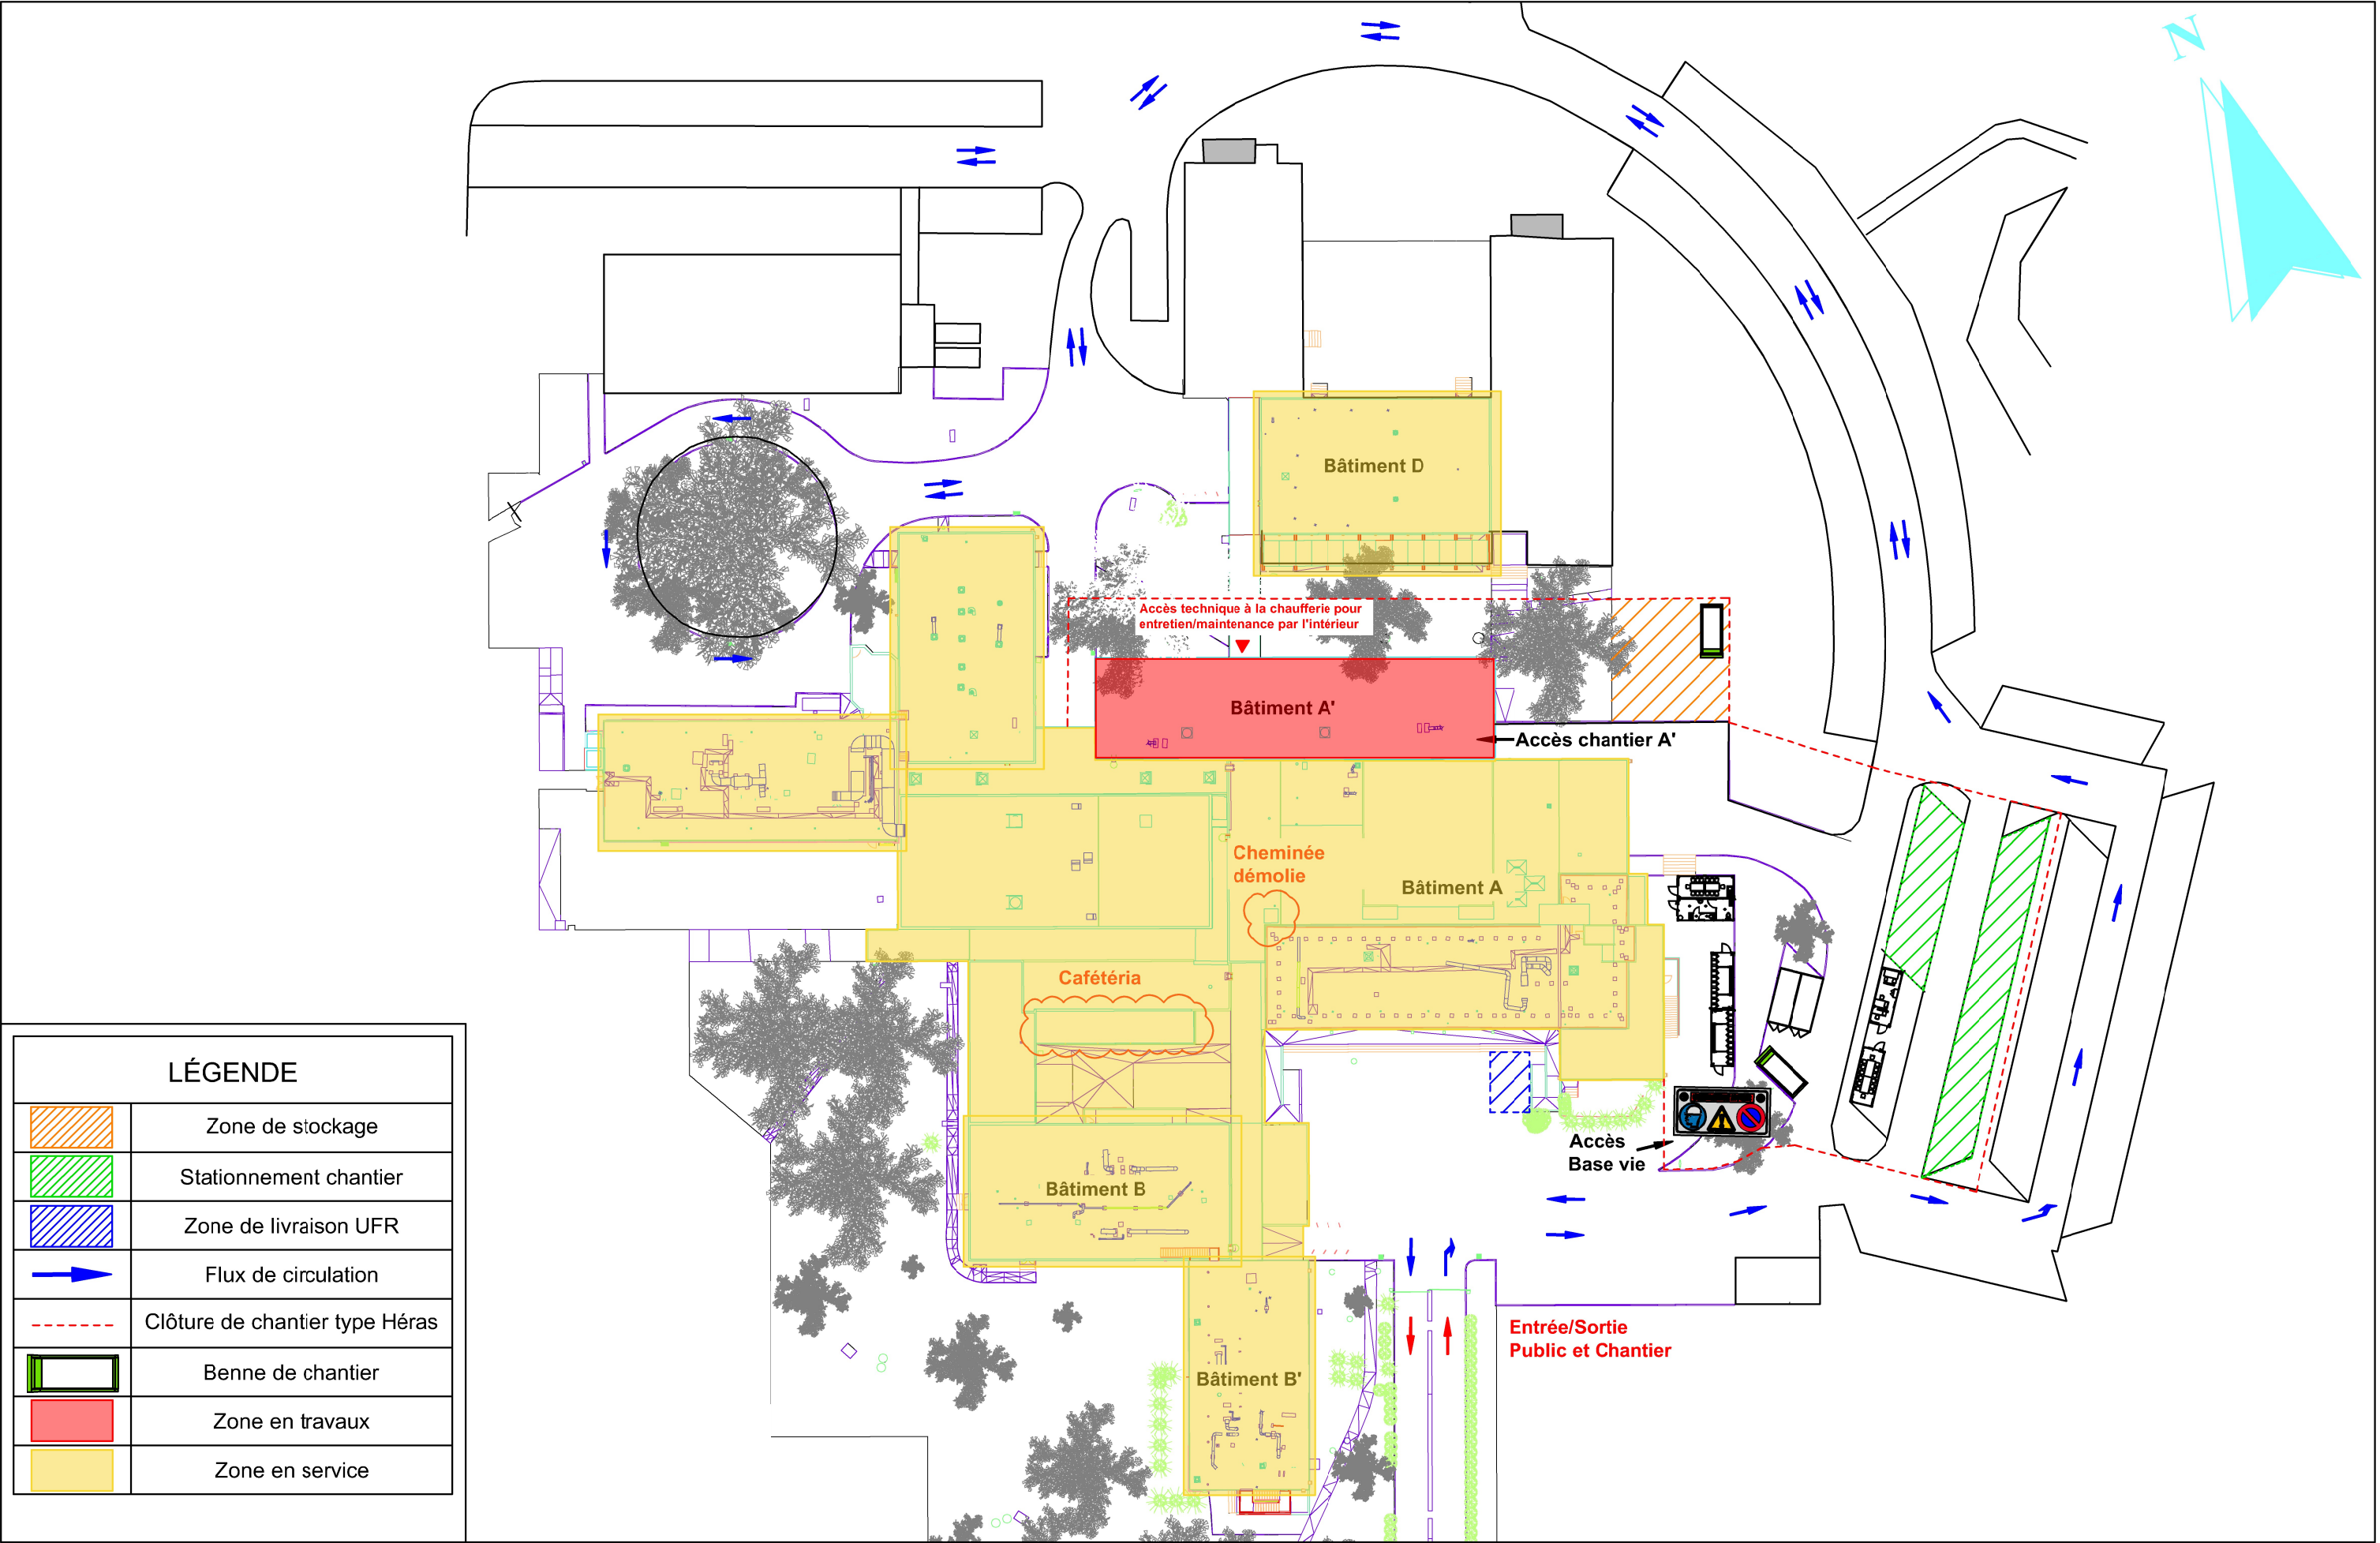 N
Bâtiment D
Accès technique à la chaufferie pour
entretien/maintenance par l'intérieur
Bâtiment A'
Accès chantier A'
Cheminée
démolie
Bâtiment A
Cafétéria
Accès
Base vie
Bâtiment B
Entrée/Sortie
Public et Chantier
Bâtiment B'
LÉGENDE
Zone de stockage
Stationnement chantier
Zone de livraison UFR
Flux de circulation
Clôture de chantier type Héras
Benne de chantier
Zone en travaux
Zone en service